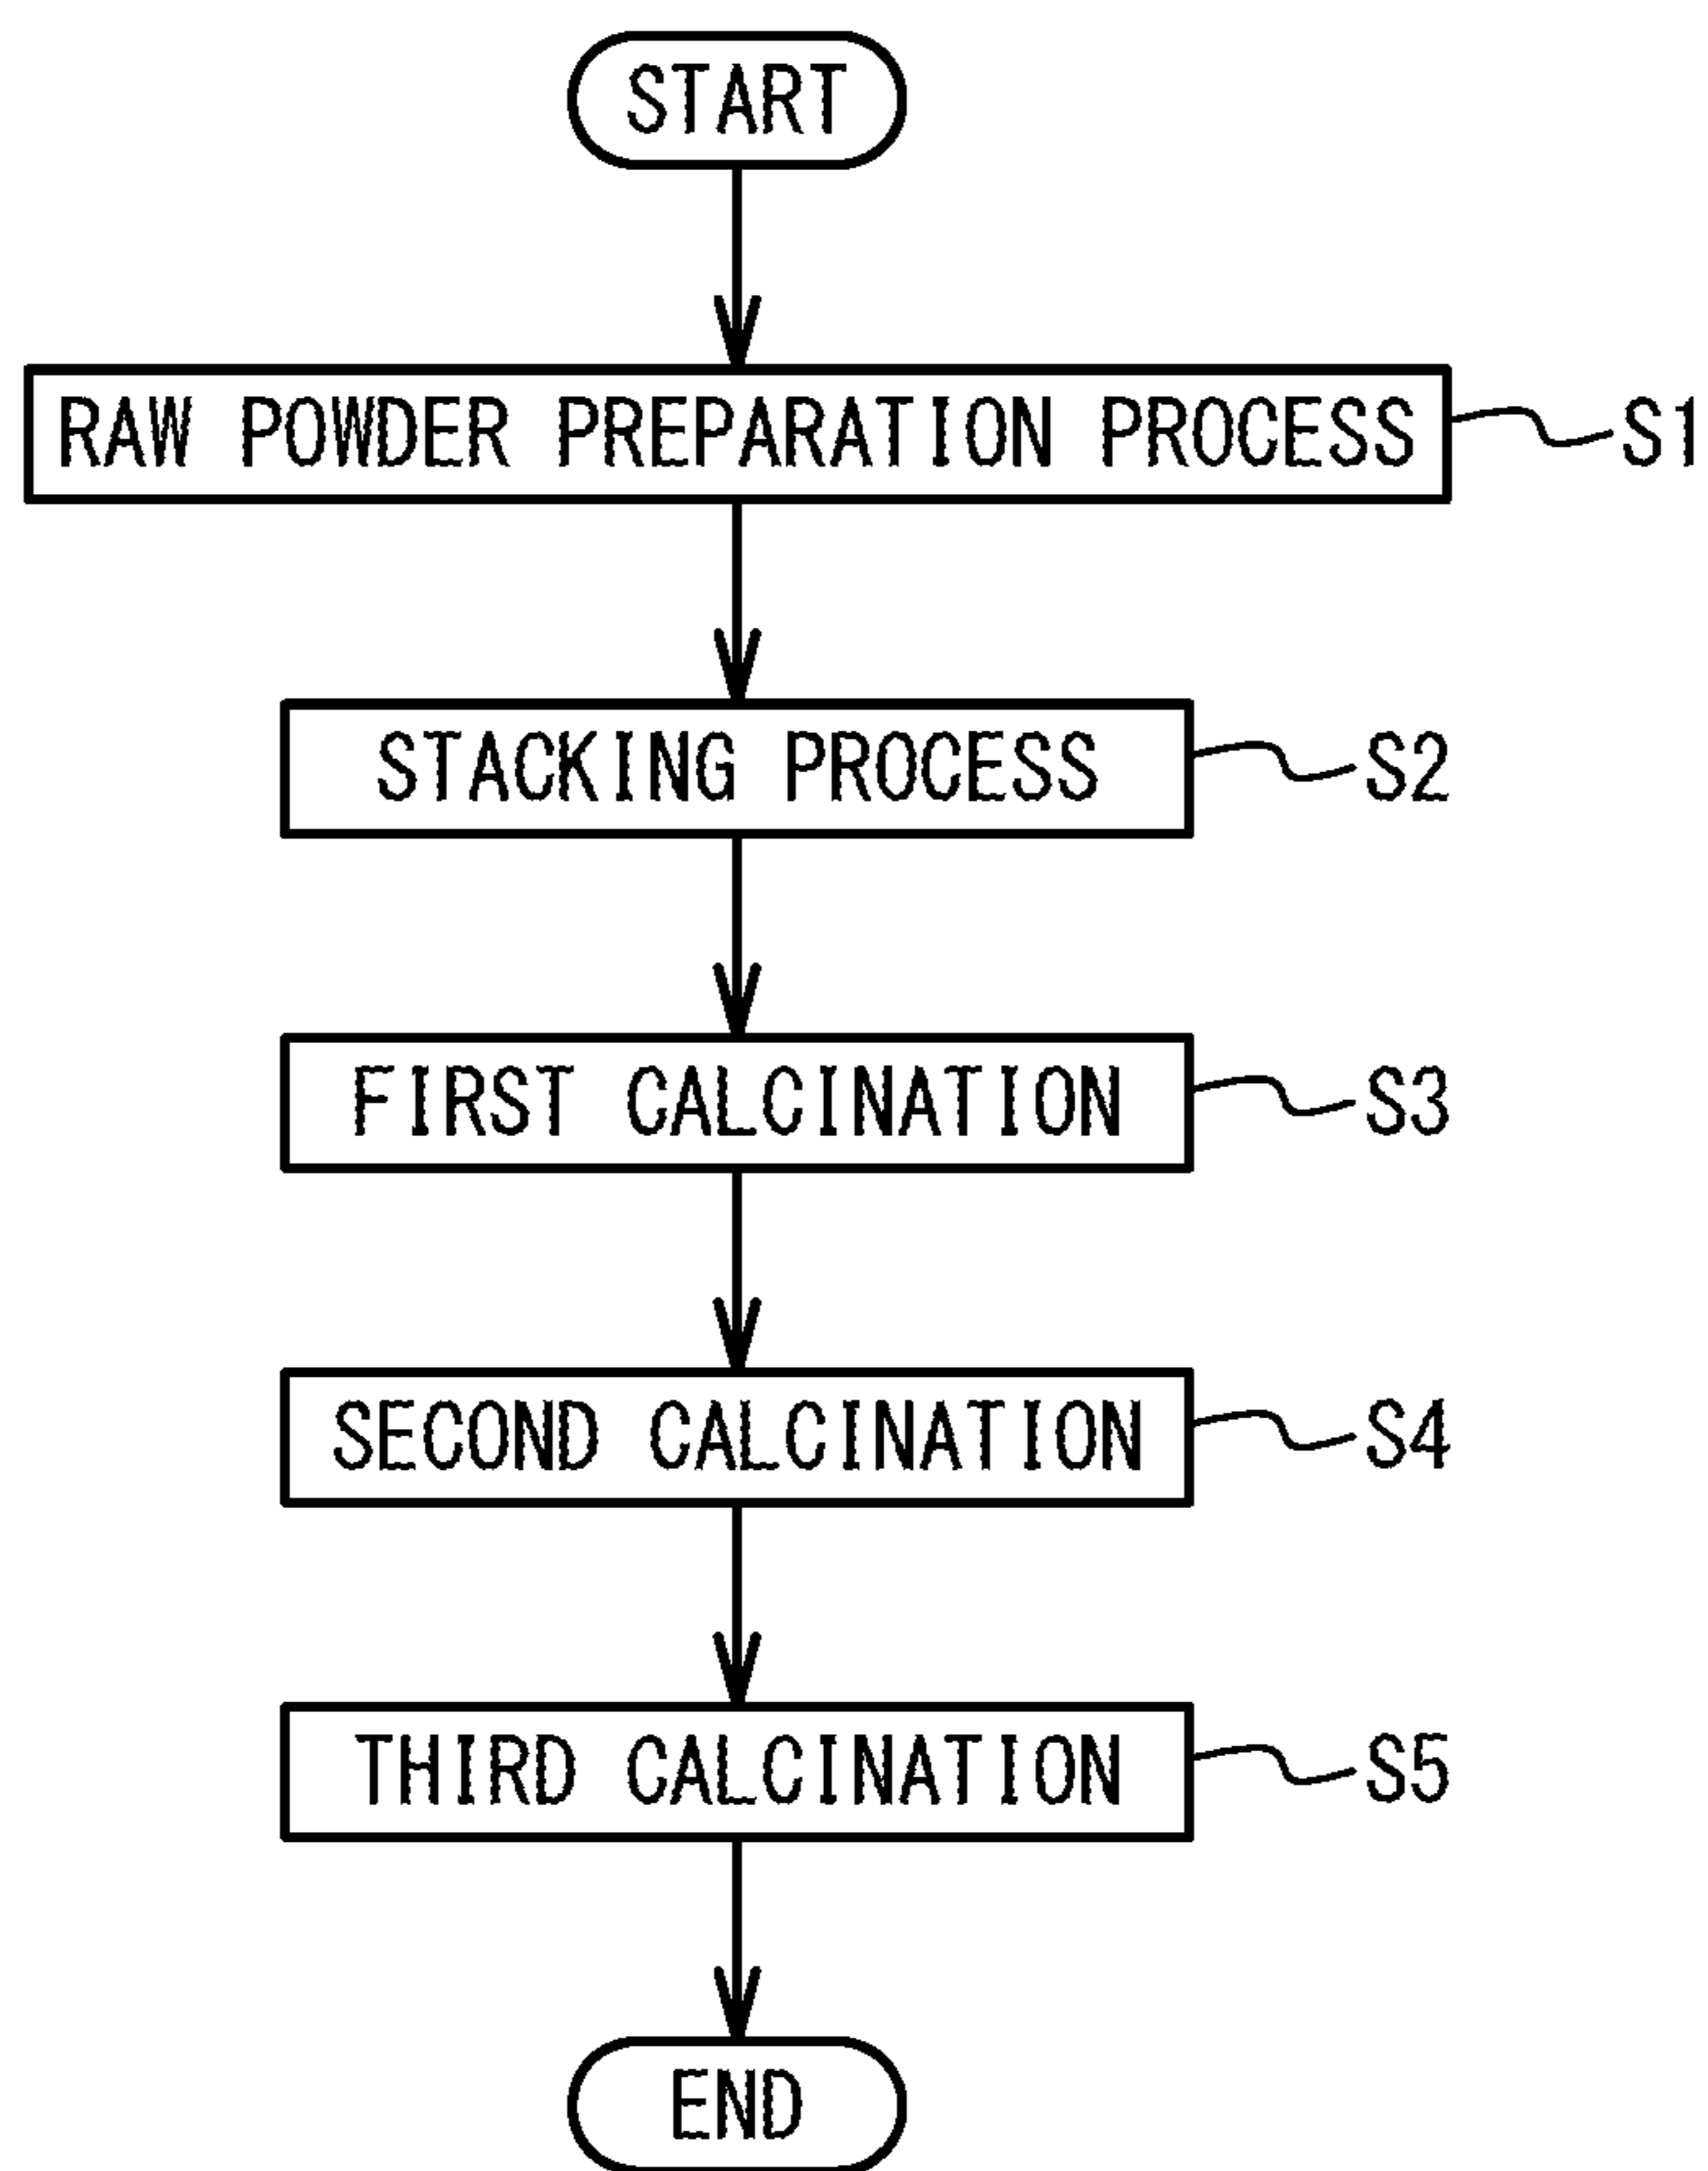 START
RAW POWDER PREPARATION PROCESS S1
STACKING PROCESS S2
FIRST CALCINATION S3
SECOND CALCINATION S4
THIRD CALCINATION S5
END